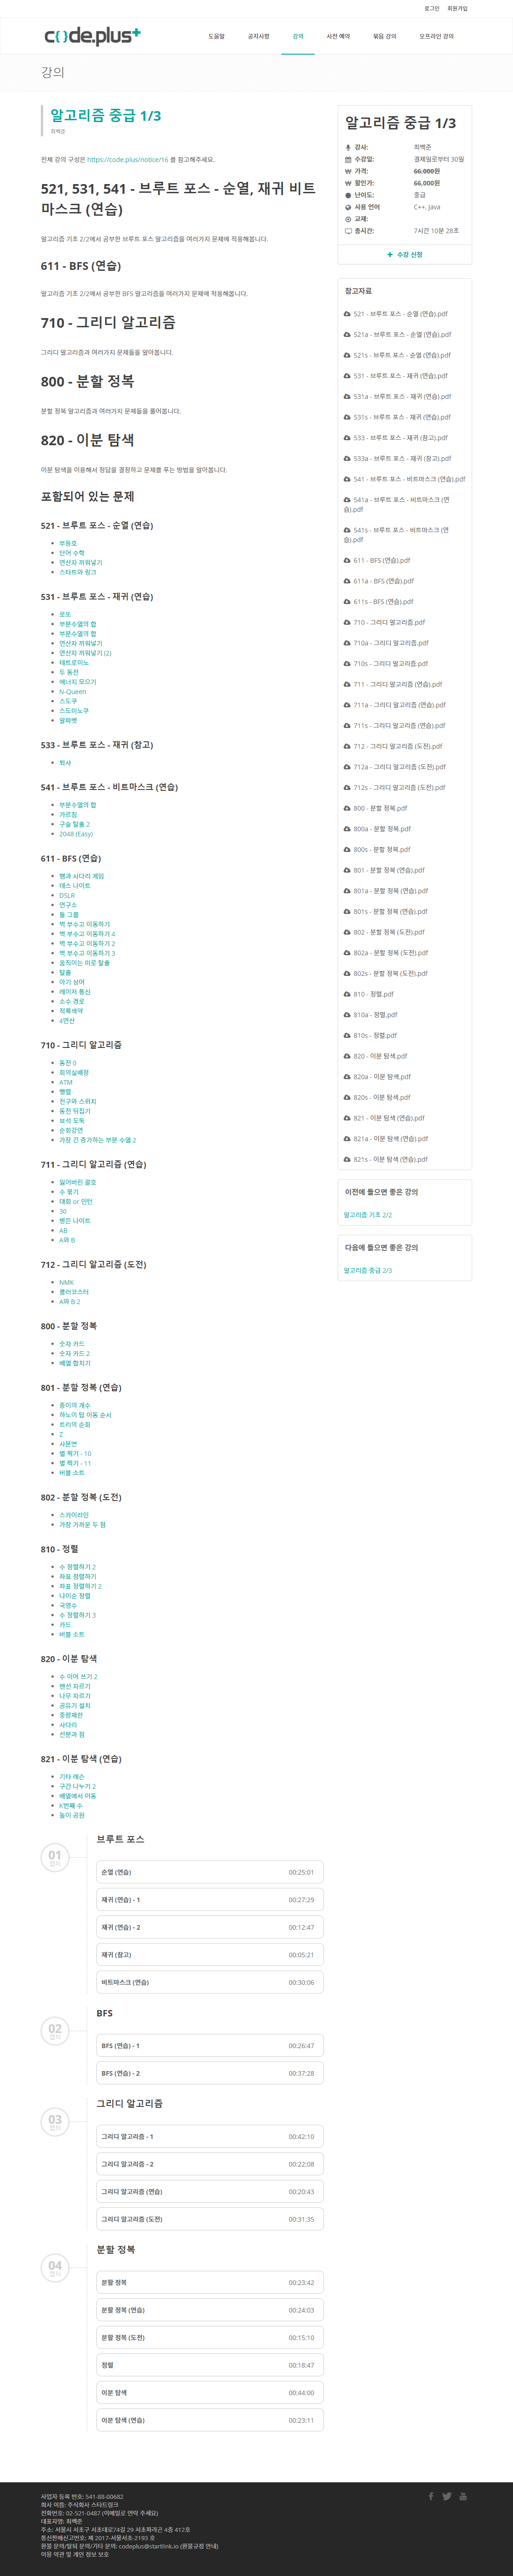 로그인 회원가입
code.plus+
도움말 공지사항 강의 사전 예약 묶음 강의 오프라인 강의
강의
알고리즘 중급 1/3
최백준
전체 강의 구성은 https://code.plus/notice/16 를 참고해주세요.
521, 531, 541 - 브루트 포스 - 순열, 재귀 비트
마스크 (연습)
알고리즘 기초 2/2에서 공부한 브루트 포스 알고리즘을 여러가지 문제에 적용해봅니다.
611 - BFS (연습)
알고리즘 기초 2/2에서 공부한 BFS 알고리즘을 여러가지 문제에 적용해봅니다.
710 - 그리디 알고리즘
그리디 알고리즘과 여러가지 문제들을 알아봅니다.
800 - 분할 정복
분할 정복 알고리즘과 여러가지 문제들을 풀어봅니다.
820 - 이분 탐색
이분 탐색을 이용해서 정답을 결정하고 문제를 푸는 방법을 알아봅니다.
포함되어 있는 문제
521 - 브루트 포스 - 순열 (연습)
부등호
단어 수학
연산자 끼워넣기
스타트와 링크
531 - 브루트 포스 - 재귀 (연습)
로또
부분수열의 합
부분수열의 합
연산자 끼워넣기
연산자 끼워넣기 (2)
테트로미노
두 동전
에너지 모으기
N-Queen
스도쿠
스도미노쿠
알파벳
533 - 브루트 포스 - 재귀 (참고)
퇴사
541 - 브루트 포스 - 비트마스크 (연습)
부분수열의 합
가르침
구슬 탈출 2
2048 (Easy)
611 - BFS (연습)
뱀과 사다리 게임
데스 나이트
DSLR
연구소
돌 그룹
벽 부수고 이동하기
벽 부수고 이동하기 4
벽 부수고 이동하기 2
벽 부수고 이동하기 3
움직이는 미로 탈출
탈출
아기 상어
레이저 통신
소수 경로
적록색약
4연산
710 - 그리디 알고리즘
동전 0
회의실배정
ATM
행렬
전구와 스위치
동전 뒤집기
보석 도둑
순회강연
가장 긴 증가하는 부분 수열 2
711 - 그리디 알고리즘 (연습)
잃어버린 괄호
수 묶기
대회 or 인턴
30
병든 나이트
AB
A와 B
712 - 그리디 알고리즘 (도전)
NMK
롤러코스터
A와 B 2
800 - 분할 정복
숫자 카드
숫자 카드 2
배열 합치기
801 - 분할 정복 (연습)
종이의 개수
하노이 탑 이동 순서
트리의 순회
Z
사분면
별 찍기 - 10
별 찍기 - 11
버블 소트
802 - 분할 정복 (도전)
스카이라인
가장 가까운 두 점
810 - 정렬
수 정렬하기 2
좌표 정렬하기
좌표 정렬하기 2
나이순 정렬
국영수
수 정렬하기 3
카드
버블 소트
820 - 이분 탐색
수 이어 쓰기 2
랜선 자르기
나무 자르기
공유기 설치
중량제한
사다리
선분과 점
821 - 이분 탐색 (연습)
기타 레슨
구간 나누기 2
배열에서 이동
K번째 수
놀이 공원
01
챕터
브루트 포스
순열 (연습) 00:25:01
재귀 (연습) - 1 00:27:29
재귀 (연습) - 2 00:12:47
재귀 (참고) 00:05:21
비트마스크 (연습) 00:30:06
02
챕터
BFS
BFS (연습) - 1 00:26:47
BFS (연습) - 2 00:37:28
03
챕터
그리디 알고리즘
그리디 알고리즘 - 1 00:42:10
그리디 알고리즘 - 2 00:22:08
그리디 알고리즘 (연습) 00:20:43
그리디 알고리즘 (도전) 00:31:35
04
챕터
분할 정복
분할 정복 00:23:42
분할 정복 (연습) 00:24:03
분할 정복 (도전) 00:15:10
정렬 00:18:47
이분 탐색 00:44:00
이분 탐색 (연습) 00:23:11
알고리즘 중급 1/3
강사: 최백준
수강일: 결제일로부터 30일
가격: 66,000원
할인가: 66,000원
난이도: 중급
사용 언어 C++, Java
교재:
총시간: 7시간 10분 28초
수강 신청
참고자료
521 - 브루트 포스 - 순열 (연습).pdf
521a - 브루트 포스 - 순열 (연습).pdf
521s - 브루트 포스 - 순열 (연습).pdf
531 - 브루트 포스 - 재귀 (연습).pdf
531a - 브루트 포스 - 재귀 (연습).pdf
531s - 브루트 포스 - 재귀 (연습).pdf
533 - 브루트 포스 - 재귀 (참고).pdf
533a - 브루트 포스 - 재귀 (참고).pdf
541 - 브루트 포스 - 비트마스크 (연습).pdf
541a - 브루트 포스 - 비트마스크 (연
습).pdf
541s - 브루트 포스 - 비트마스크 (연
습).pdf
611 - BFS (연습).pdf
611a - BFS (연습).pdf
611s - BFS (연습).pdf
710 - 그리디 알고리즘.pdf
710a - 그리디 알고리즘.pdf
710s - 그리디 알고리즘.pdf
711 - 그리디 알고리즘 (연습).pdf
711a - 그리디 알고리즘 (연습).pdf
711s - 그리디 알고리즘 (연습).pdf
712 - 그리디 알고리즘 (도전).pdf
712a - 그리디 알고리즘 (도전).pdf
712s - 그리디 알고리즘 (도전).pdf
800 - 분할 정복.pdf
800a - 분할 정복.pdf
800s - 분할 정복.pdf
801 - 분할 정복 (연습).pdf
801a - 분할 정복 (연습).pdf
801s - 분할 정복 (연습).pdf
802 - 분할 정복 (도전).pdf
802a - 분할 정복 (도전).pdf
802s - 분할 정복 (도전).pdf
810 - 정렬.pdf
810a - 정렬.pdf
810s - 정렬.pdf
820 - 이분 탐색.pdf
820a - 이분 탐색.pdf
820s - 이분 탐색.pdf
821 - 이분 탐색 (연습).pdf
821a - 이분 탐색 (연습).pdf
821s - 이분 탐색 (연습).pdf
이전에 들으면 좋은 강의
알고리즘 기초 2/2
다음에 들으면 좋은 강의
알고리즘 중급 2/3
사업자 등록 번호: 541-88-00682
회사 이름: 주식회사 스타트링크
전화번호: 02-521-0487 (이메일로 연락 주세요)
대표자명: 최백준
주소: 서울시 서초구 서초대로74길 29 서초파라곤 4층 412호
통신판매신고번호: 제 2017-서울서초-2193 호
환불 문의/탈퇴 문의/기타 문의: codeplus@startlink.io (환불규정 안내)
이용 약관 및 개인 정보 보호